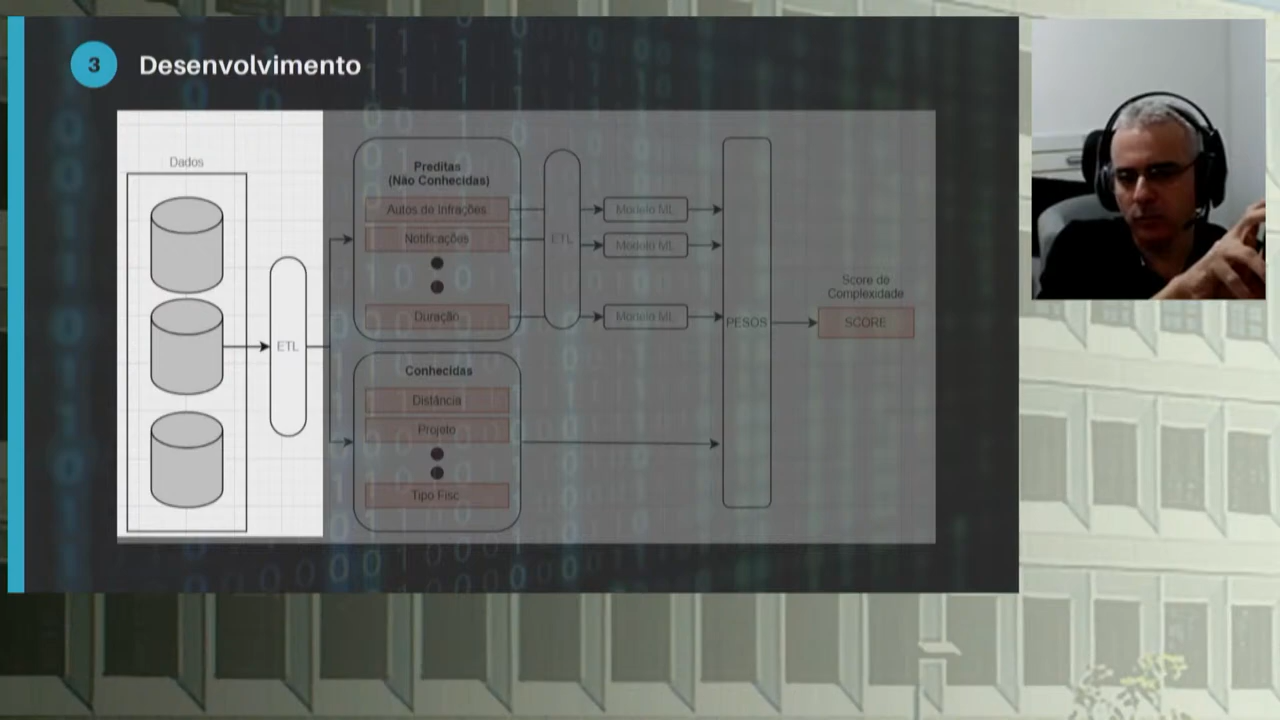 3 Desenvolvimento
Dados
ETL
Preditas
(Não Conhecidas)
Autos de Infrações
Notificações
Duração
ETL
Modelo ML
Modelo ML
Modelo ML
PESOS
Score de
Complexidade
SCORE
Conhecidas
Distância
Projeto
Tipo Fisc